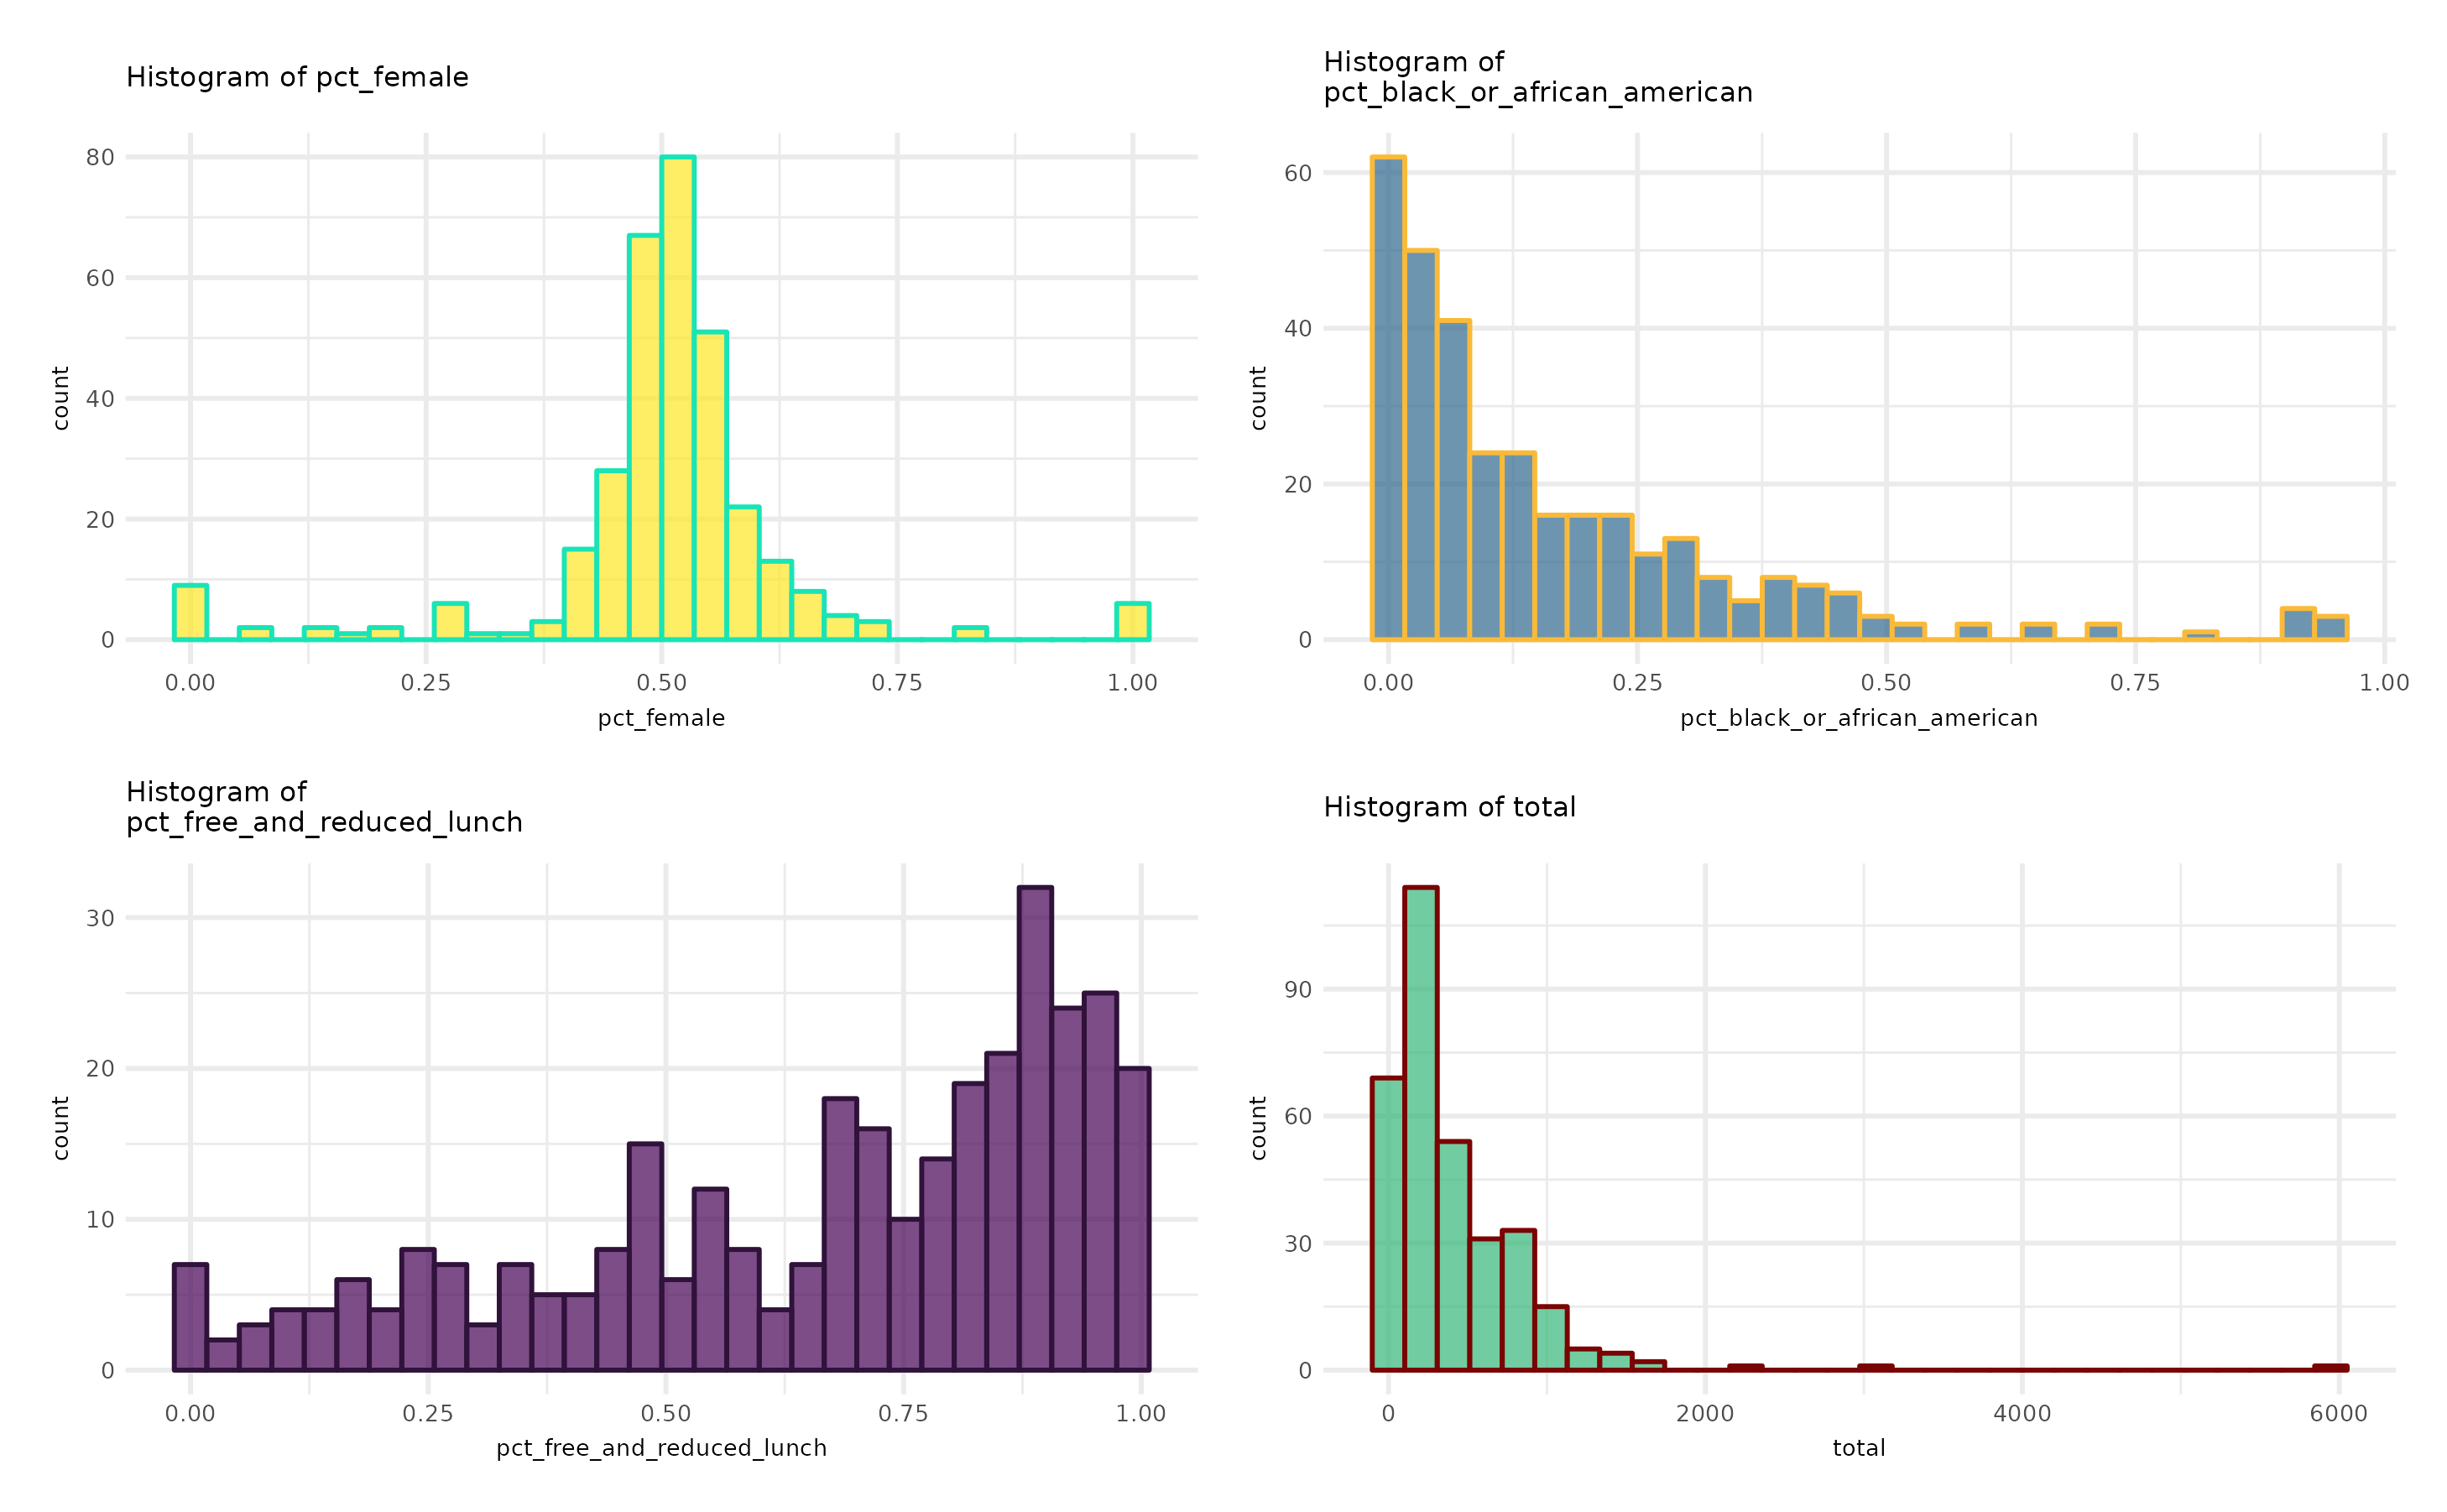 Histogram of pct_female
80
60
40
20
0
count
0.00 0.25 0.50 0.75 1.00
pct_female
Histogram of
pct_black_or_african_american
60
40
20
0
count
0.00 0.25 0.50 0.75 1.00
pct_black_or_african_american
Histogram of
pct_free_and_reduced_lunch
30
20
10
0
count
0.00 0.25 0.50 0.75 1.00
pct_free_and_reduced_lunch
Histogram of total
90
60
30
0
count
0 2000 4000 6000
total